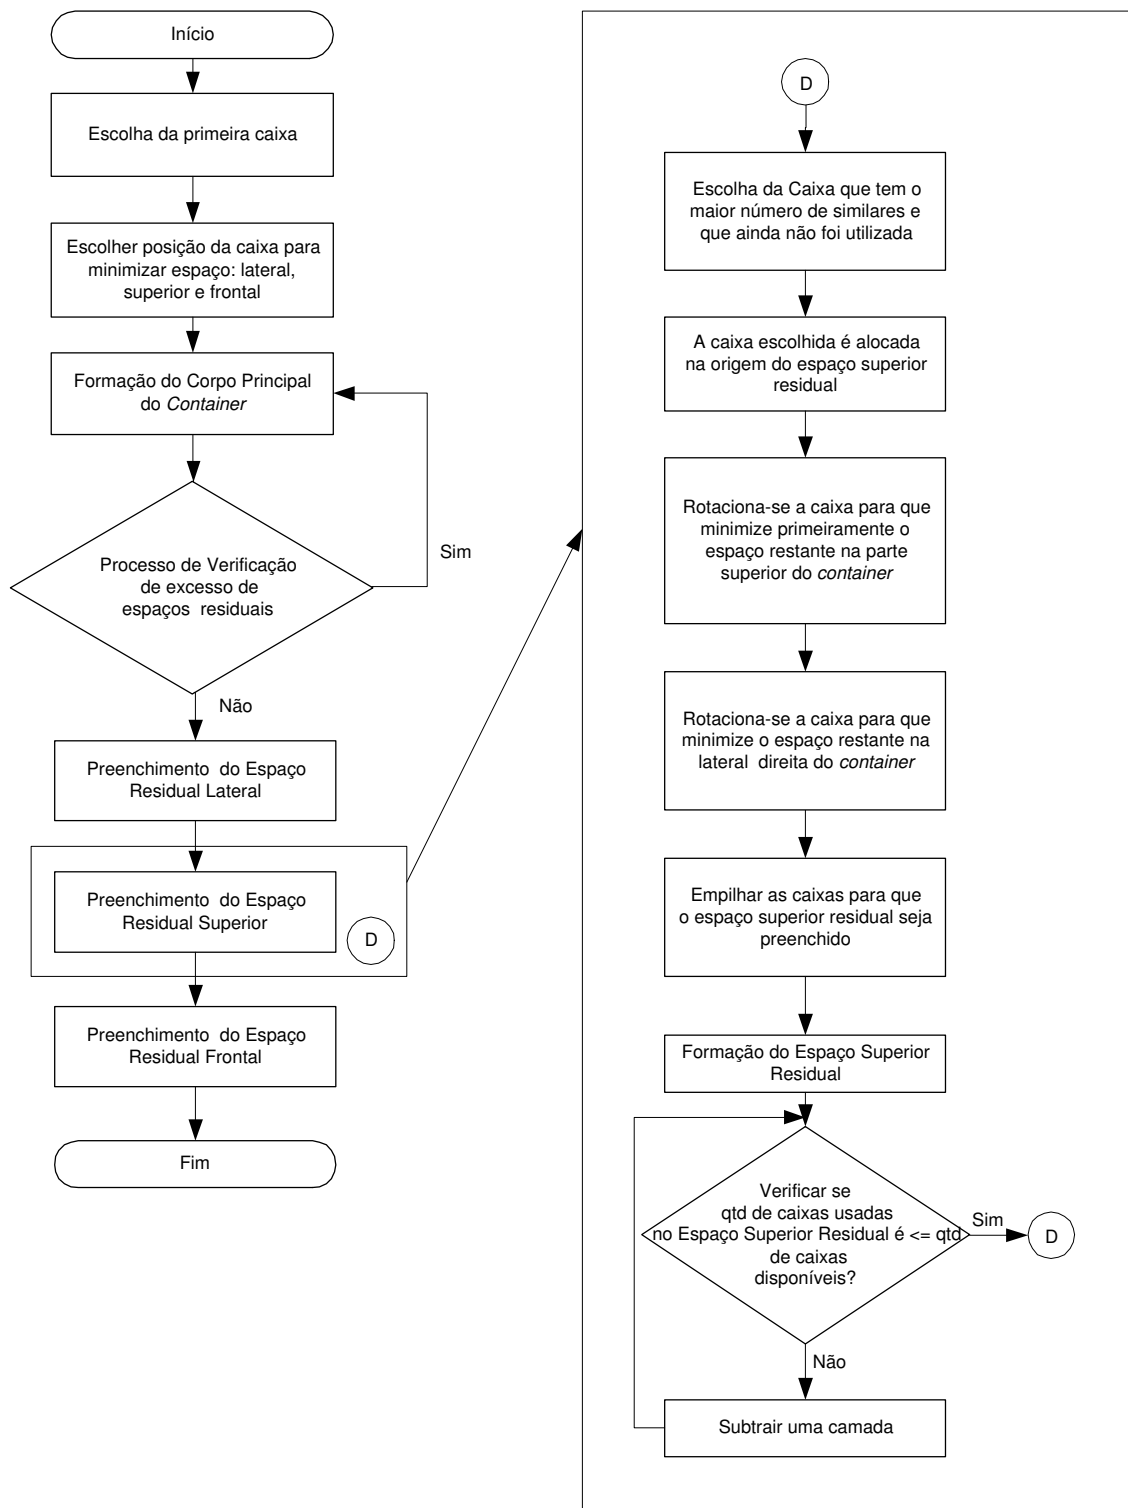 Início
Escolha da primeira caixa
Escolher posição da caixa para
minimizar espaço: lateral,
superior e frontal
Formação do Corpo Principal
do Container
Processo de Verificação
de excesso de
espaços residuais
Sim
Não
Preenchimento do Espaço
Residual Lateral
Preenchimento do Espaço
Residual Superior
D
Preenchimento do Espaço
Residual Frontal
Fim
D
Escolha da Caixa que tem o
maior número de similares e
que ainda não foi utilizada
A caixa escolhida é alocada
na origem do espaço superior
residual
Rotaciona-se a caixa para que
minimize primeiramente o
espaço restante na parte
superior do container
Rotaciona-se a caixa para que
minimize o espaço restante na
lateral direita do container
Empilhar as caixas para que
o espaço superior residual seja
preenchido
Formação do Espaço Superior
Residual
Verificar se
qtd de caixas usadas
no Espaço Superior Residual é <= qtd
de caixas
disponíveis?
Sim
D
Não
Subtrair uma camada